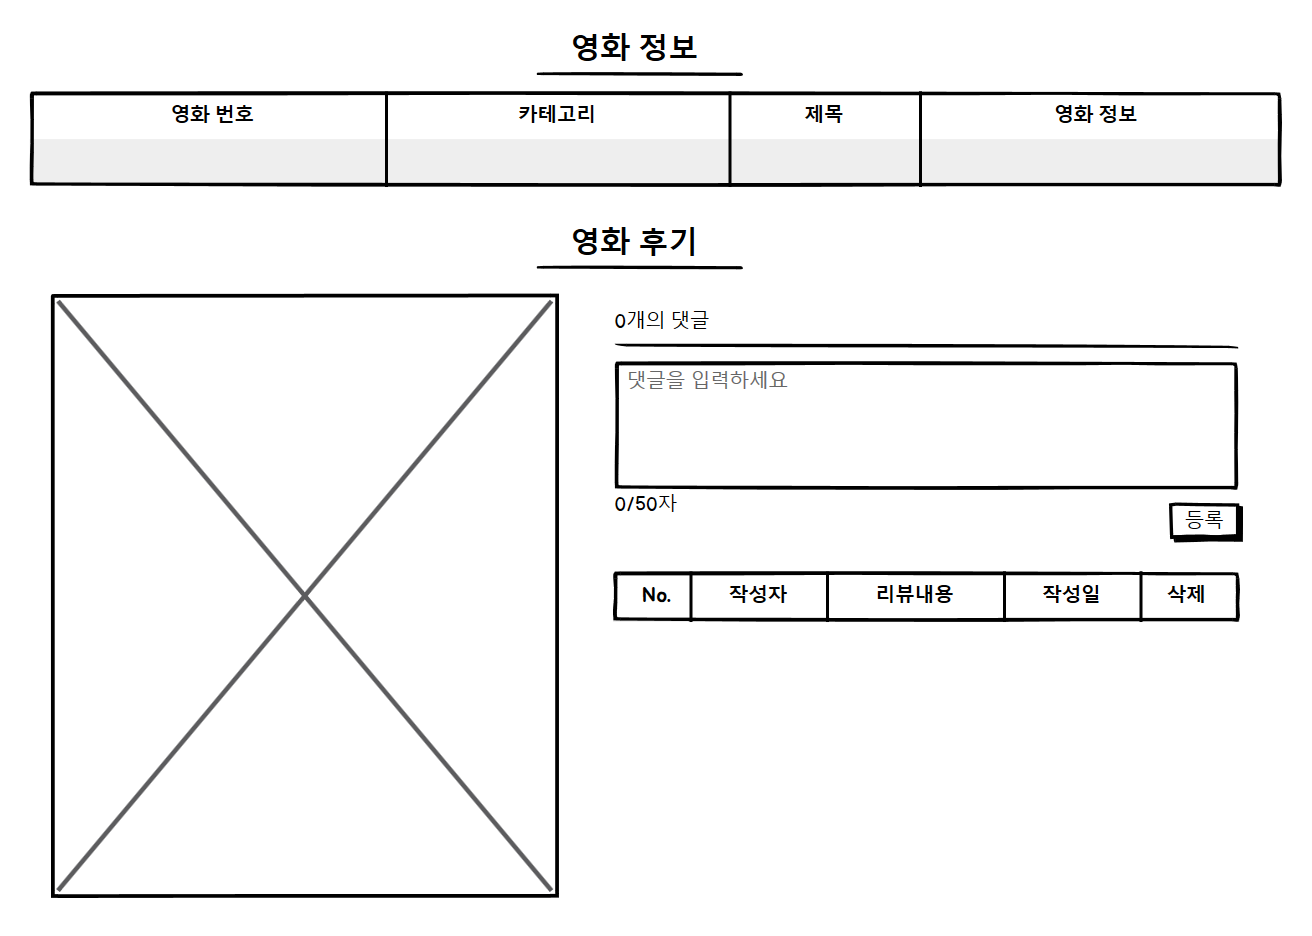 영화 정보
영화 번호 카테고리 제목 영화 정보
영화 후기
0개의 댓글
댓글을 입력하세요
0/50자
등록
No. 작성자 리뷰내용 작성일 삭제